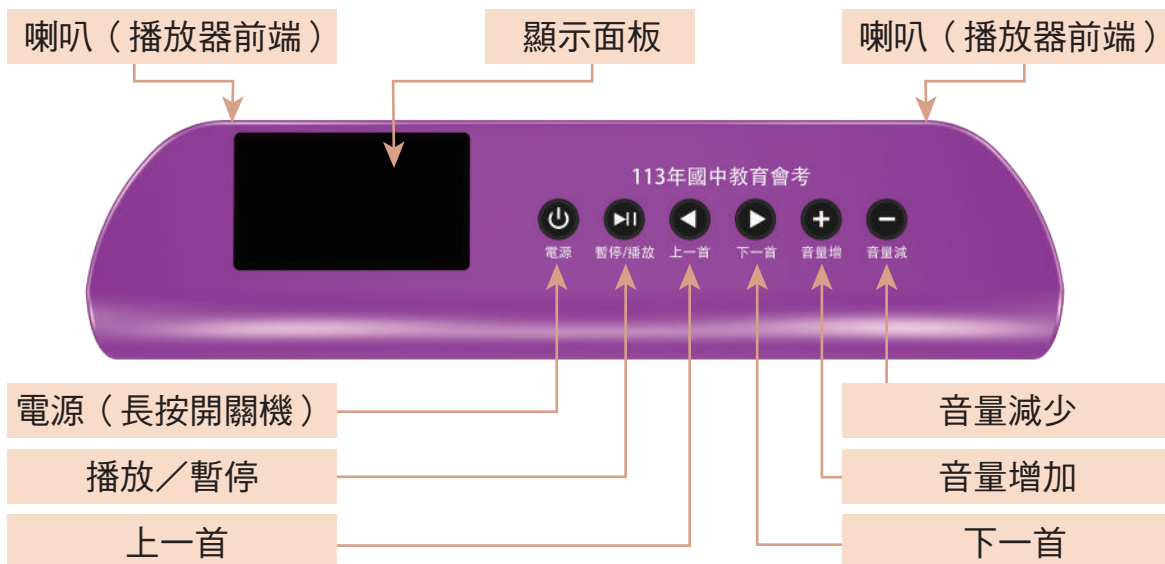 喇叭（播放器前端）
顯示面板
喇叭（播放器前端）
113年國中教育會考
電源
暫停/播放
上一首
下一首
音量增
音量減
電源（長按開關機）
音量減少
播放／暫停
音量增加
上一首
下一首